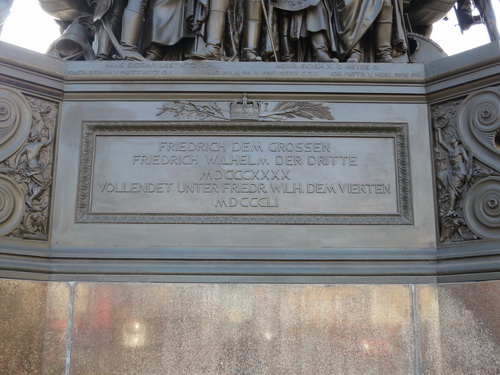 FRIEDRICH DEM GROSSEN
FRIEDRICH WILHELM DER DRITTE
MDCCCXXXX
VOLLENDET UNTER FRIEDR. WILH. DEM VIERTEN
MDCCCLI